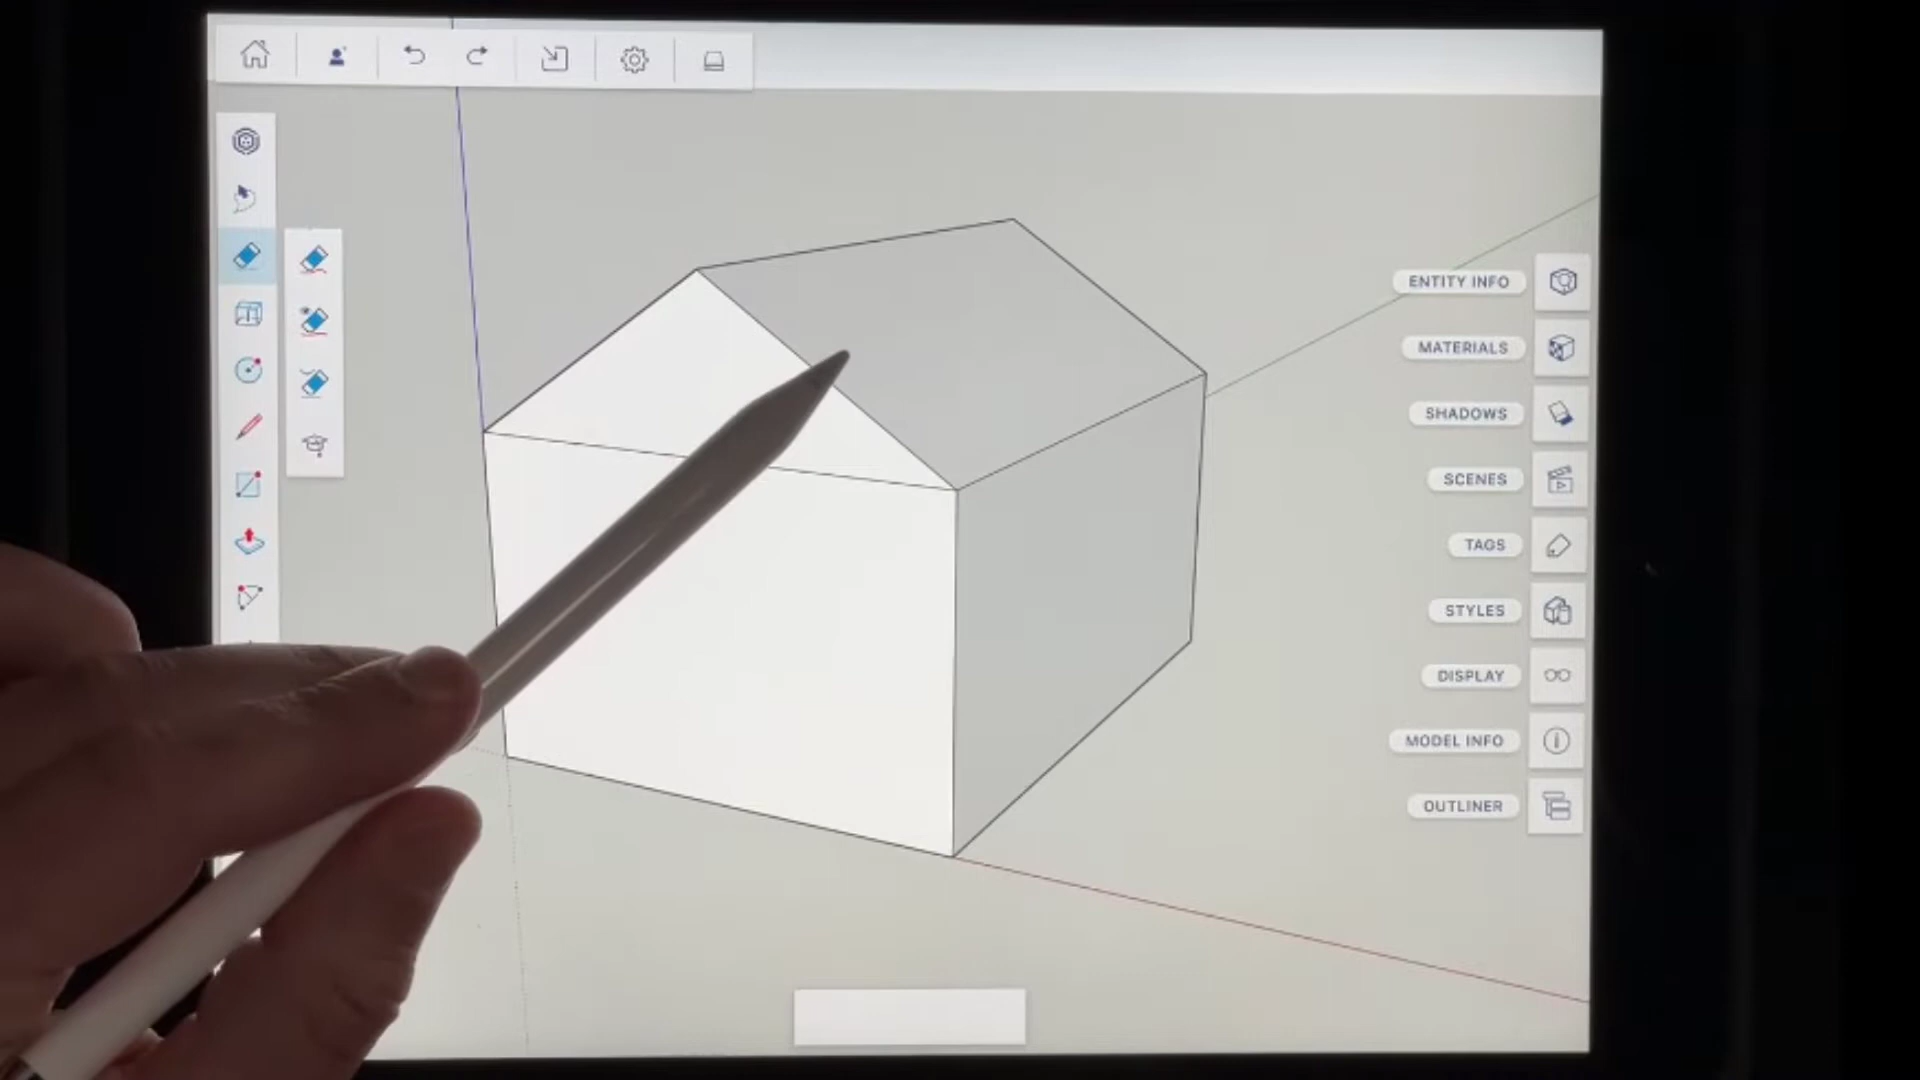 ENTITY INFO
MATERIALS
SHADOWS
SCENES
TAGS
STYLES
DISPLAY
MODEL INFO
OUTLINER